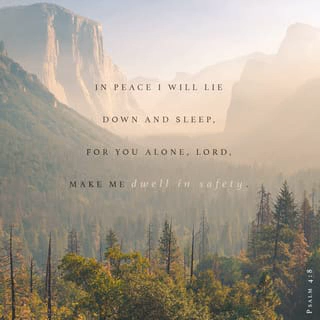 IN PEACE I WILL LIE
DOWN AND SLEEP,
FOR YOU ALONE, LORD,
MAKE ME dwell in safety.
PSALM 4:8